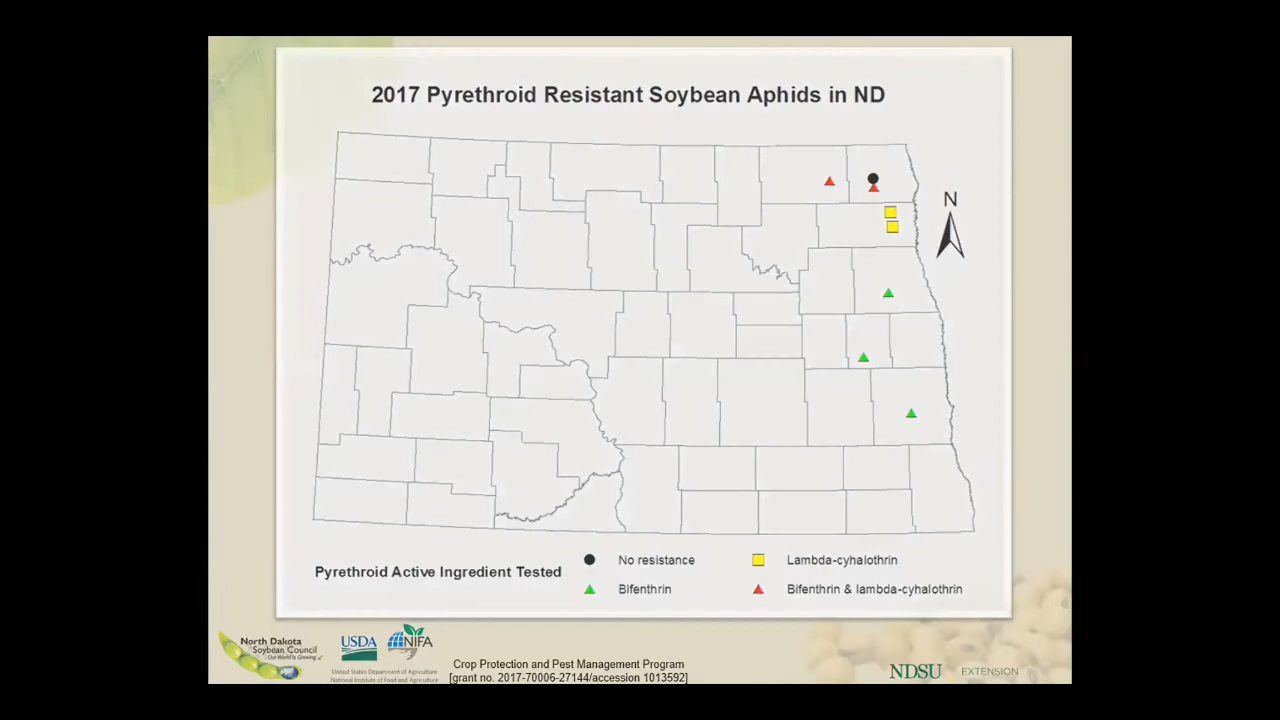 2017 Pyrethroid Resistant Soybean Aphids in ND
N
Pyrethroid Active Ingredient Tested
No resistance
Lambda-cyhalothrin
Bifenthrin
Bifenthrin & lambda-cyhalothrin
North Dakota
Soybean Council
Our World is Growing
USDA
NIFA
United States Department of Agriculture
National Institute of Food and Agriculture
Crop Protection and Pest Management Program
[grant no. 2017-70006-27144/accession 1013592]
NDSU EXTENSION